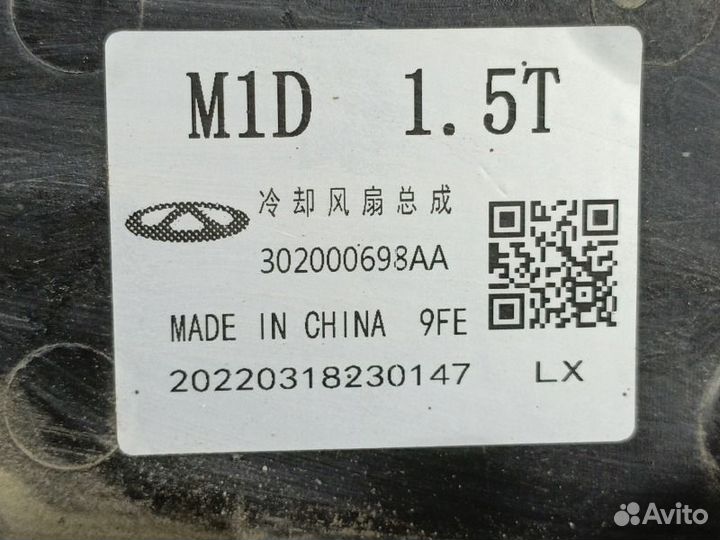 M1D 1.5T
冷却风扇总成
302000698AA
MADE IN CHINA 9FE
20220318230147 LX
Avito